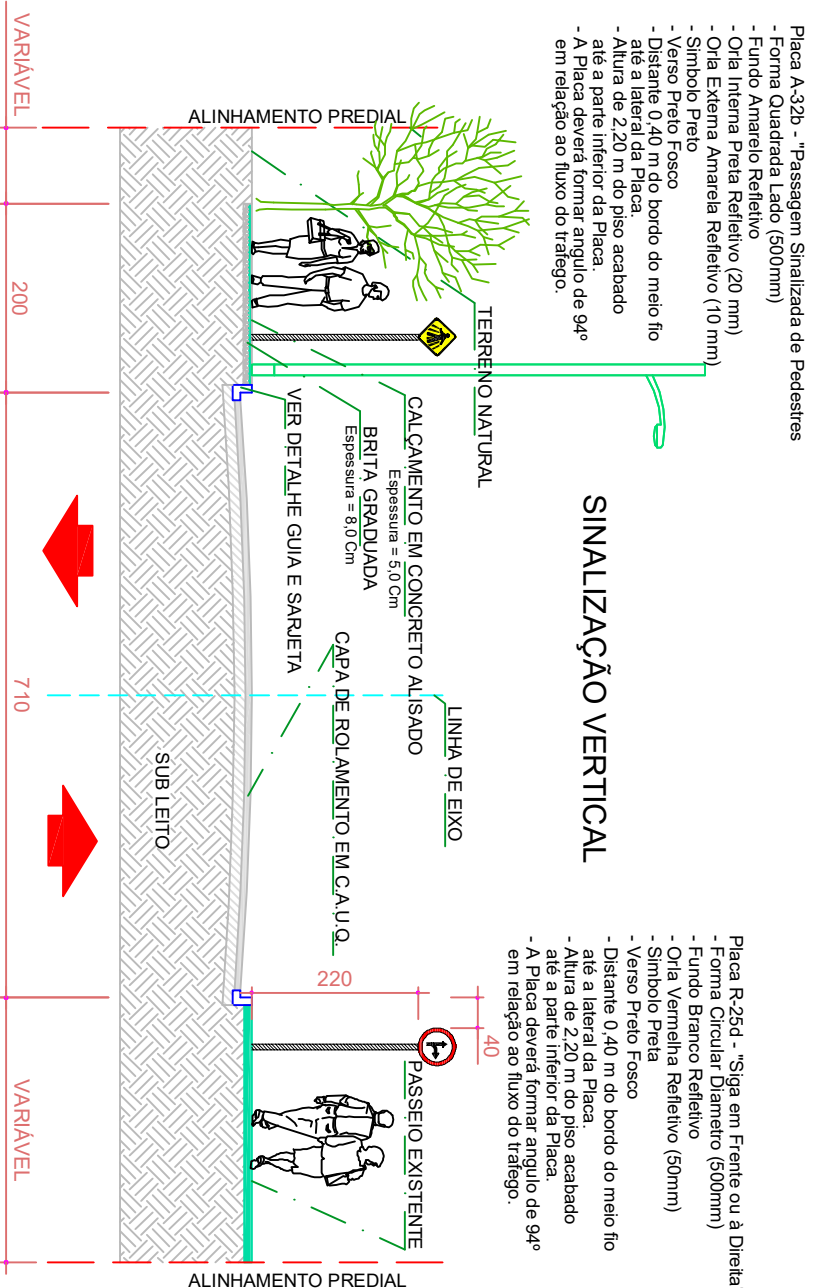 Placa A-32b - "Passagem Sinalizada de Pedestres
- Forma Quadrada Lado (500mm)
- Fundo Amarelo Refletivo
- Orla Interna Preta Refletivo (20 mm)
- Orla Externa Amarela Refletivo (10 mm)
- Simbolo Preto
- Verso Preto Fosco
- Distante 0,40 m do bordo do meio fio
até a lateral da Placa.
- Altura de 2,20 m do piso acabado
até a parte inferior da Placa.
- A Placa deverá formar angulo de 94º
em relação ao fluxo do trafego.
SINALIZAÇÃO VERTICAL
Placa R-25d - "Siga em Frente ou à Direita
- Forma Circular Diametro (500mm)
- Fundo Branco Refletivo
- Orla Vermelha Refletivo (50mm)
- Simbolo Preta
- Verso Preto Fosco
- Distante 0,40 m do bordo do meio fio
até a lateral da Placa.
- Altura de 2,20 m do piso acabado
até a parte inferior da Placa.
- A Placa deverá formar angulo de 94º
em relação ao fluxo do trafego.
TERRENO NATURAL
CALÇAMENTO EM CONCRETO ALISADO
Espessura = 5,0 Cm
BRITA GRADUADA
Espessura = 8,0 Cm
VER DETALHE GUIA E SARJETA
LINHA DE EIXO
CAPA DE ROLAMENTO EM C.A.U.Q.
40
220
PASSEIO EXISTENTE
ALINHAMENTO PREDIAL
ALINHAMENTO PREDIAL
SUB LEITO
VARIÁVEL
200
710
VARIÁVEL